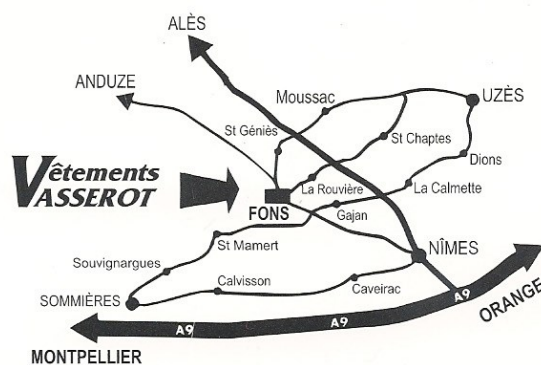 ALÈS
ANDUZE
Moussac
UZÈS
St Géniès
St Chaptes
Dions
Vêtements
VASSEROT
La Rouvière
La Calmette
FONS
Gajan
St Mamert
NÎMES
Souvignargues
Calvisson
Caveirac
SOMMIÈRES
A9
ORANGE
A9
A9
MONTPELLIER